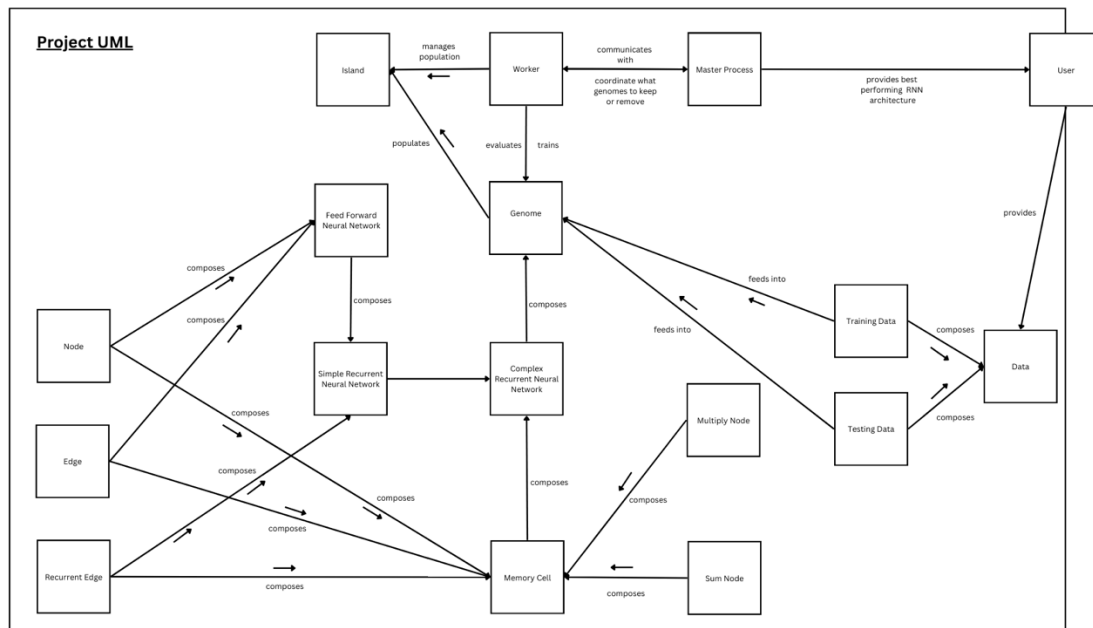 Project UML
manages
population
communicates
with
Island
Worker
Master Process
User
coordinate what
genomes to keep
or remove
provides best
performing RNN
architecture
populates
evaluates
trains
Feed Forward
Neural Network
Genome
provides
composes
composes
composes
composes
feeds into
feeds into
Node
Training Data
composes
Simple Recurrent
Neural Network
Complex
Recurrent Neural
Network
Data
composes
Multiply Node
Testing Data
composes
Edge
composes
composes
composes
composes
Recurrent Edge
composes
Memory Cell
composes
Sum Node